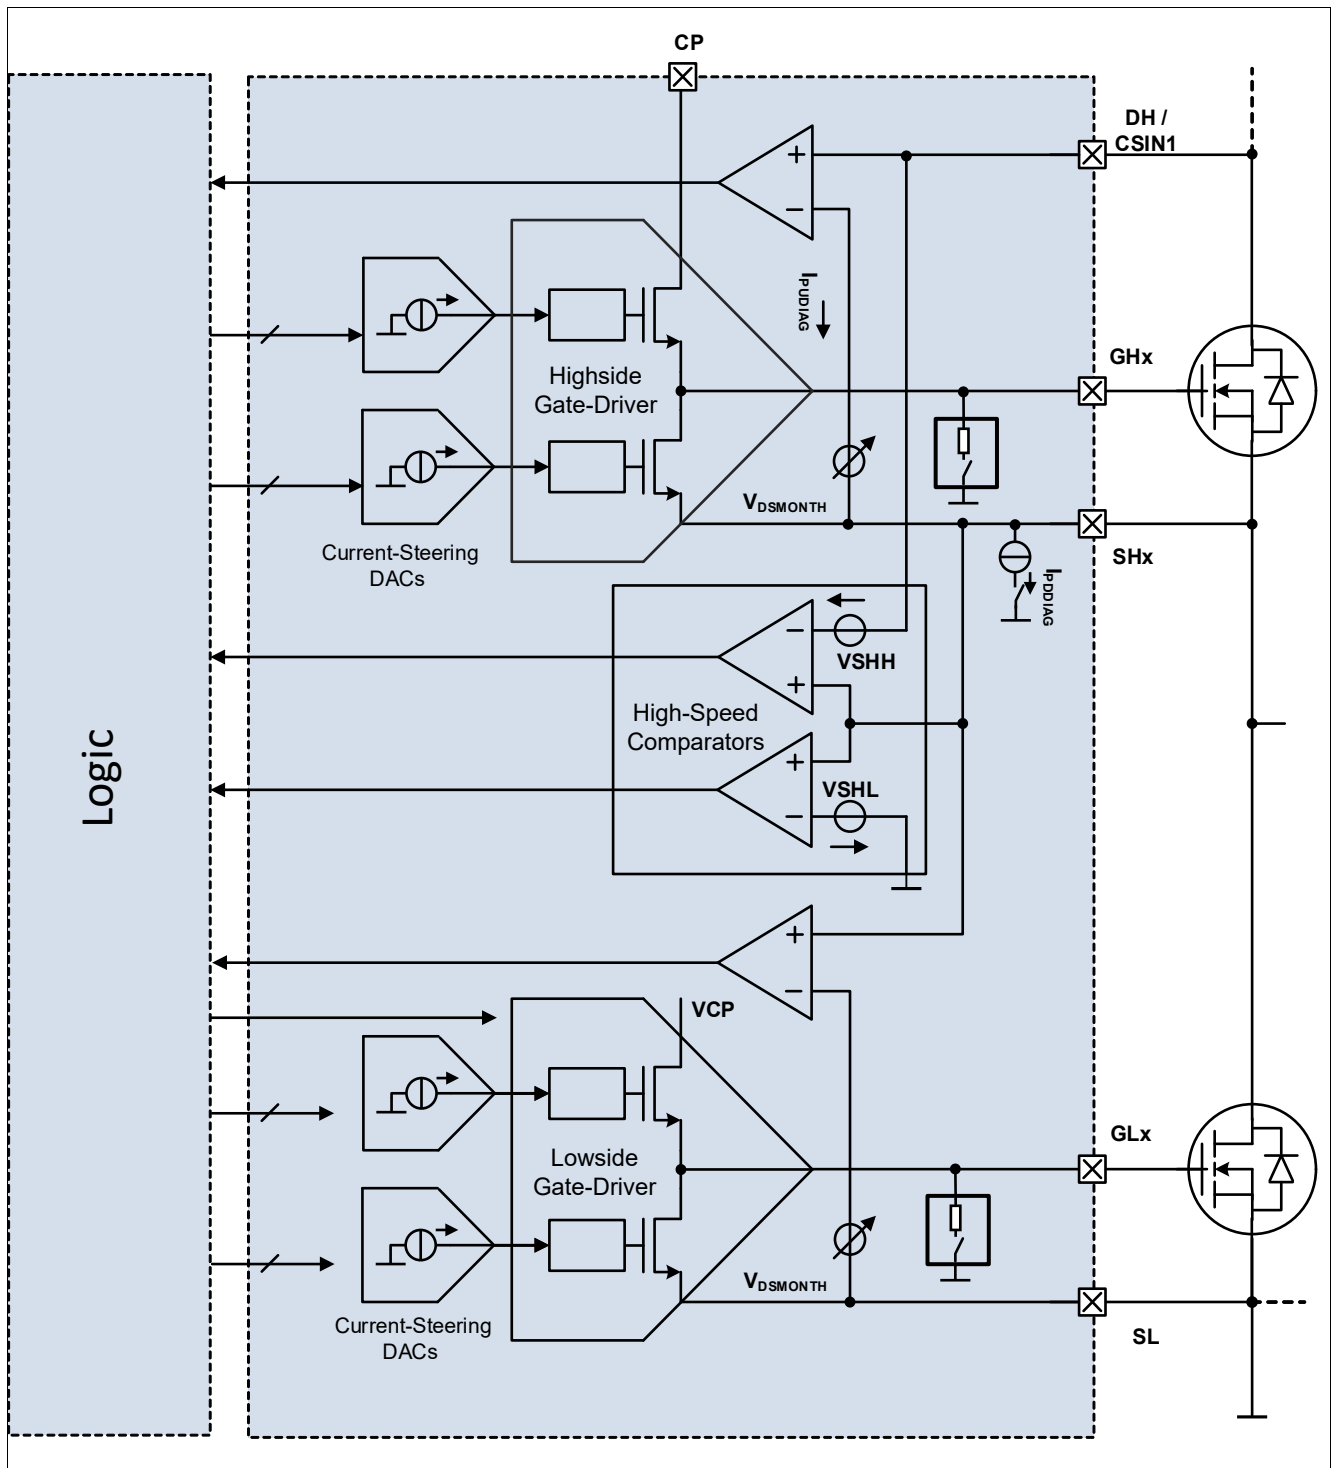 CP
DH /
CSIN1
+
−
IPUDIAG
GHx
Highside
Gate-Driver
VDSMONTH
Current-Steering
DACs
SHx
IPDDIAG
−
VSHH
+
High-Speed
Comparators
+
VSHL
−
Logic
+
−
VCP
GLx
Lowside
Gate-Driver
VDSMONTH
Current-Steering
DACs
SL